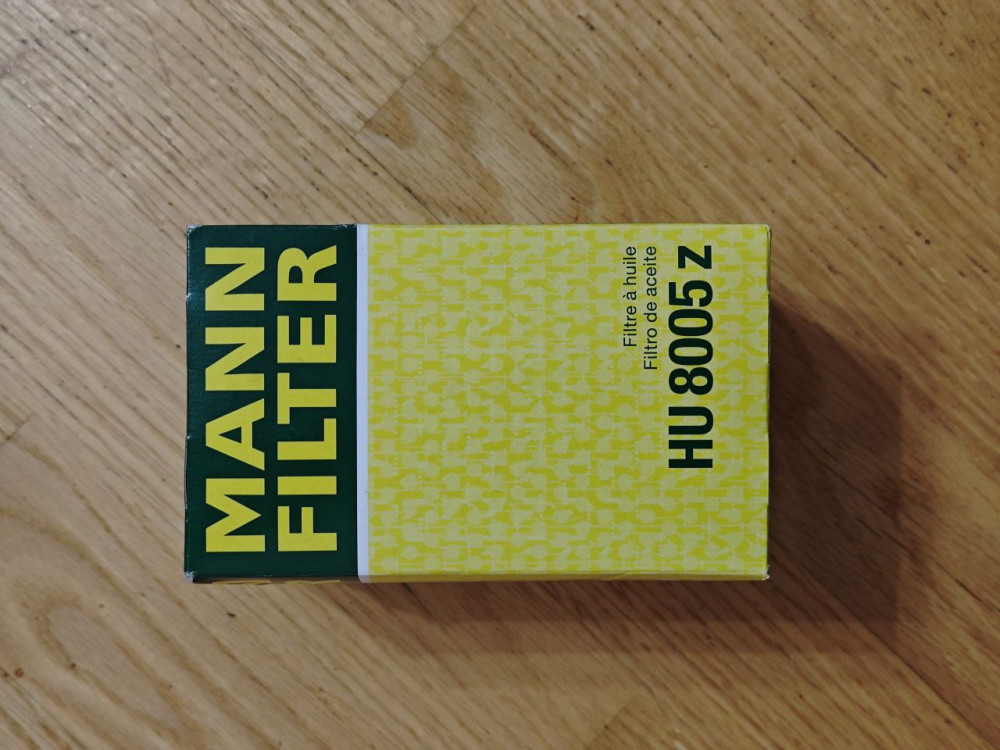 MANN
FILTER
Filtre à huile
Filtro de aceite
HU 8005 z